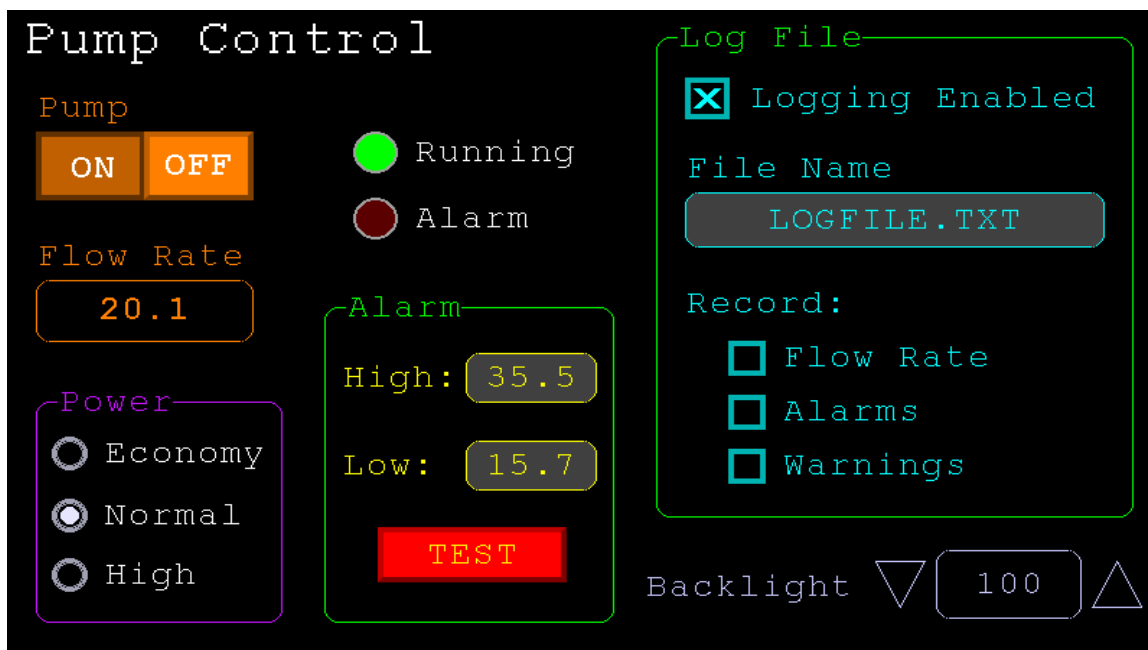 Pump Control
Pump
ON OFF
Running
Alarm
Flow Rate
20.1
Power
Economy
Normal
High
Alarm
High: 35.5
Low: 15.7
TEST
Log File
Logging Enabled
File Name
LOGFILE.TXT
Record:
Flow Rate
Alarms
Warnings
Backlight 100